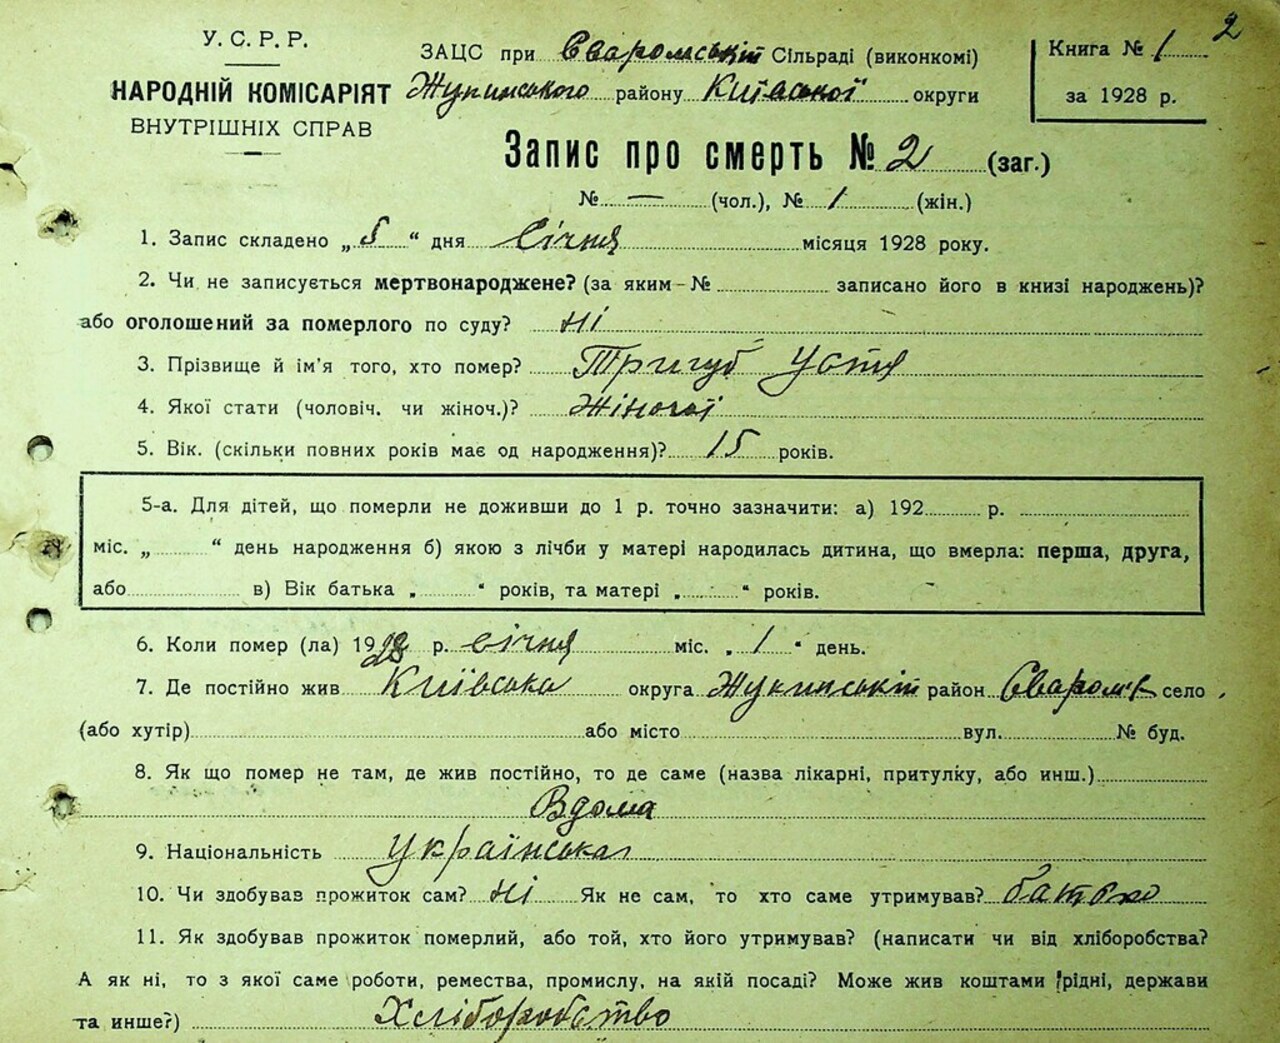 2
У. С. Р. Р.
НАРОДНІЙ КОМІСАРІЯТ
ВНУТРІШНІХ СПРАВ
ЗАЦС при Сваромській Сільраді (виконкомі)
Жукинського району Київської округи
Книга № 1
за 1928 р.
Запис про смерть № 2 (заг.)
№ — (чол.), № 1 (жін.)
1. Запис складено „ 5 “ дня Січня місяця 1928 року.
2. Чи не записується мертвонароджене? (за яким - № записано його в книзі народжень)?
або оголошений за померлого по суду? Ні
3. Прізвище й ім'я того, хто помер? Тригуб Устя
4. Якої стати (чоловіч. чи жіноч.)? Жіночої
5. Вік. (скільки повних років має од народження)? 15 років.
5-а. Для дітей, що померли не доживши до 1 р. точно зазначити: а) 192 р.
міс. „ “ день народження б) якою з лічби у матері народилась дитина, що вмерла: перша, друга,
або в) Вік батька „ “ років, та матері „ “ років.
6. Коли помер (ла) 1928 р. січня міс. „ 1 “ день.
7. Де постійно жив Київська округа Жукинській район Сваром'є село
(або хутір) або місто вул. № буд.
8. Як що помер не там, де жив постійно, то де саме (назва лікарні, притулку, або инш.)
Вдома
9. Національність Українська
10. Чи здобував прожиток сам? Ні Як не сам, то хто саме утримував? батько
11. Як здобував прожиток померлий, або той, хто його утримував? (написати чи від хліборобства?
А як ні, то з якої саме роботи, ремества, промислу, на якій посаді? Може жив коштами рідні, держави
та инше?) Хліборобство